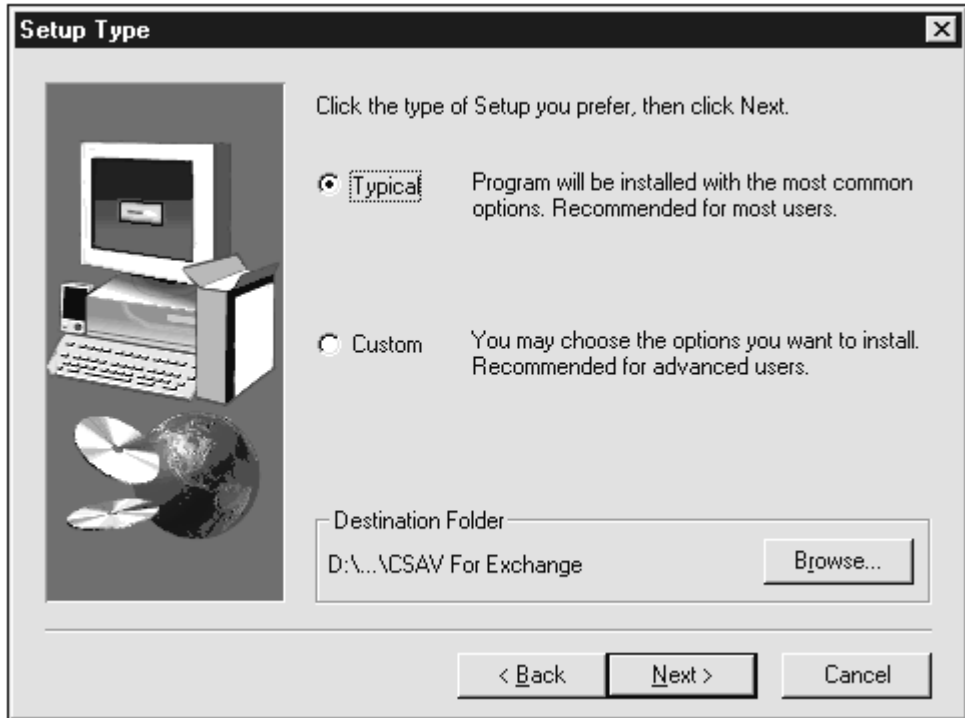 Setup Type
Click the type of Setup you prefer, then click Next.
Typical
Program will be installed with the most common
options. Recommended for most users.
Custom
You may choose the options you want to install.
Recommended for advanced users.
Destination Folder
D:\...\CSAV For Exchange
Browse...
< Back
Next >
Cancel